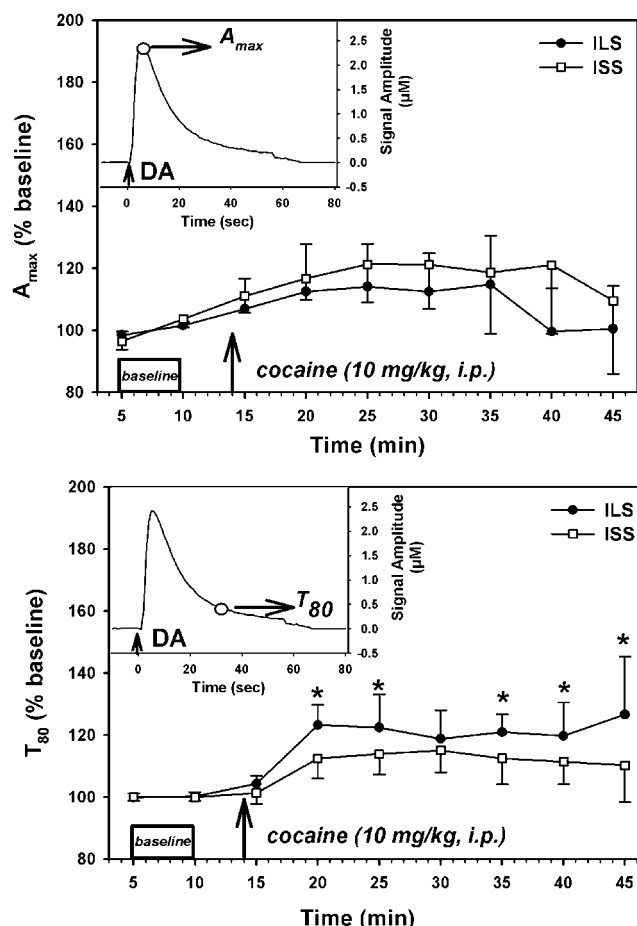 200
180
160
140
120
100
80
A max (% baseline)
A max
2.5
2.0
1.5
1.0
0.5
0.0
-0.5
Signal Amplitude
(µM)
DA
0 20 40 60 80
Time (sec)
ILS
ISS
baseline
cocaine (10 mg/kg, i.p.)
5 10 15 20 25 30 35 40 45
Time (min)
200
180
160
140
120
100
80
T 80 (% baseline)
T 80
2.5
2.0
1.5
1.0
0.5
0.0
-0.5
Signal Amplitude
(µM)
DA
0 20 40 60 80
Time (sec)
ILS
ISS
* * * * *
baseline
cocaine (10 mg/kg, i.p.)
5 10 15 20 25 30 35 40 45
Time (min)